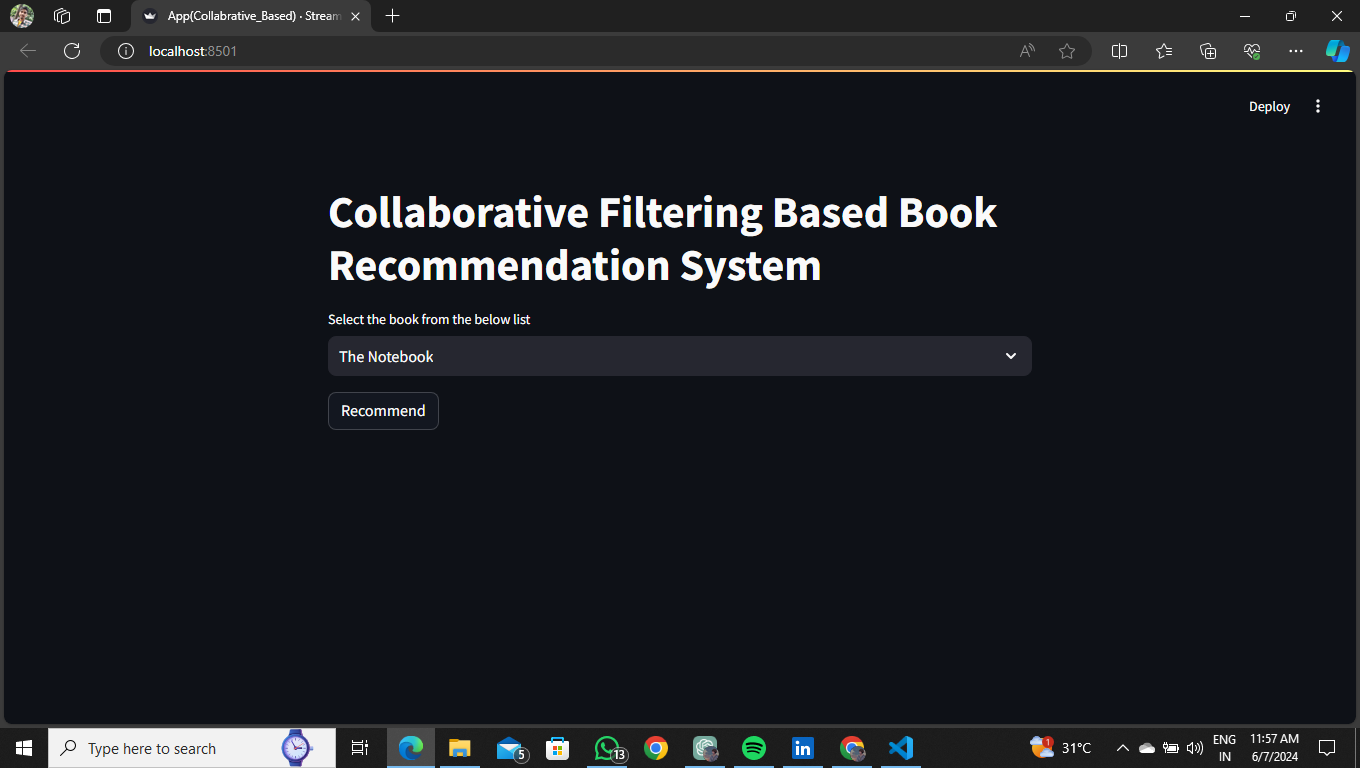 App(Collabrative_Based) · Stream
localhost:8501
Deploy
Collaborative Filtering Based Book
Recommendation System
Select the book from the below list
The Notebook
Recommend
Type here to search
5
13
in
1
31°C
ENG
IN
11:57 AM
6/7/2024